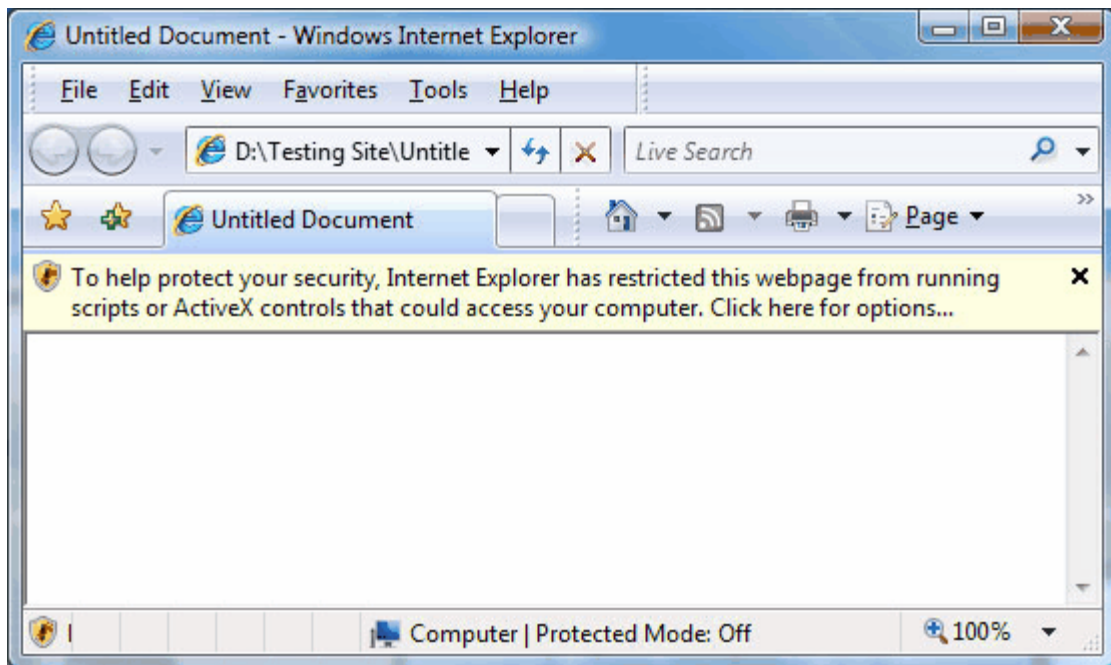 Untitled Document - Windows Internet Explorer
File Edit View Favorites Tools Help
D:\Testing Site\Untitle
Live Search
Untitled Document
Page
To help protect your security, Internet Explorer has restricted this webpage from running
scripts or ActiveX controls that could access your computer. Click here for options...
Computer | Protected Mode: Off
100%